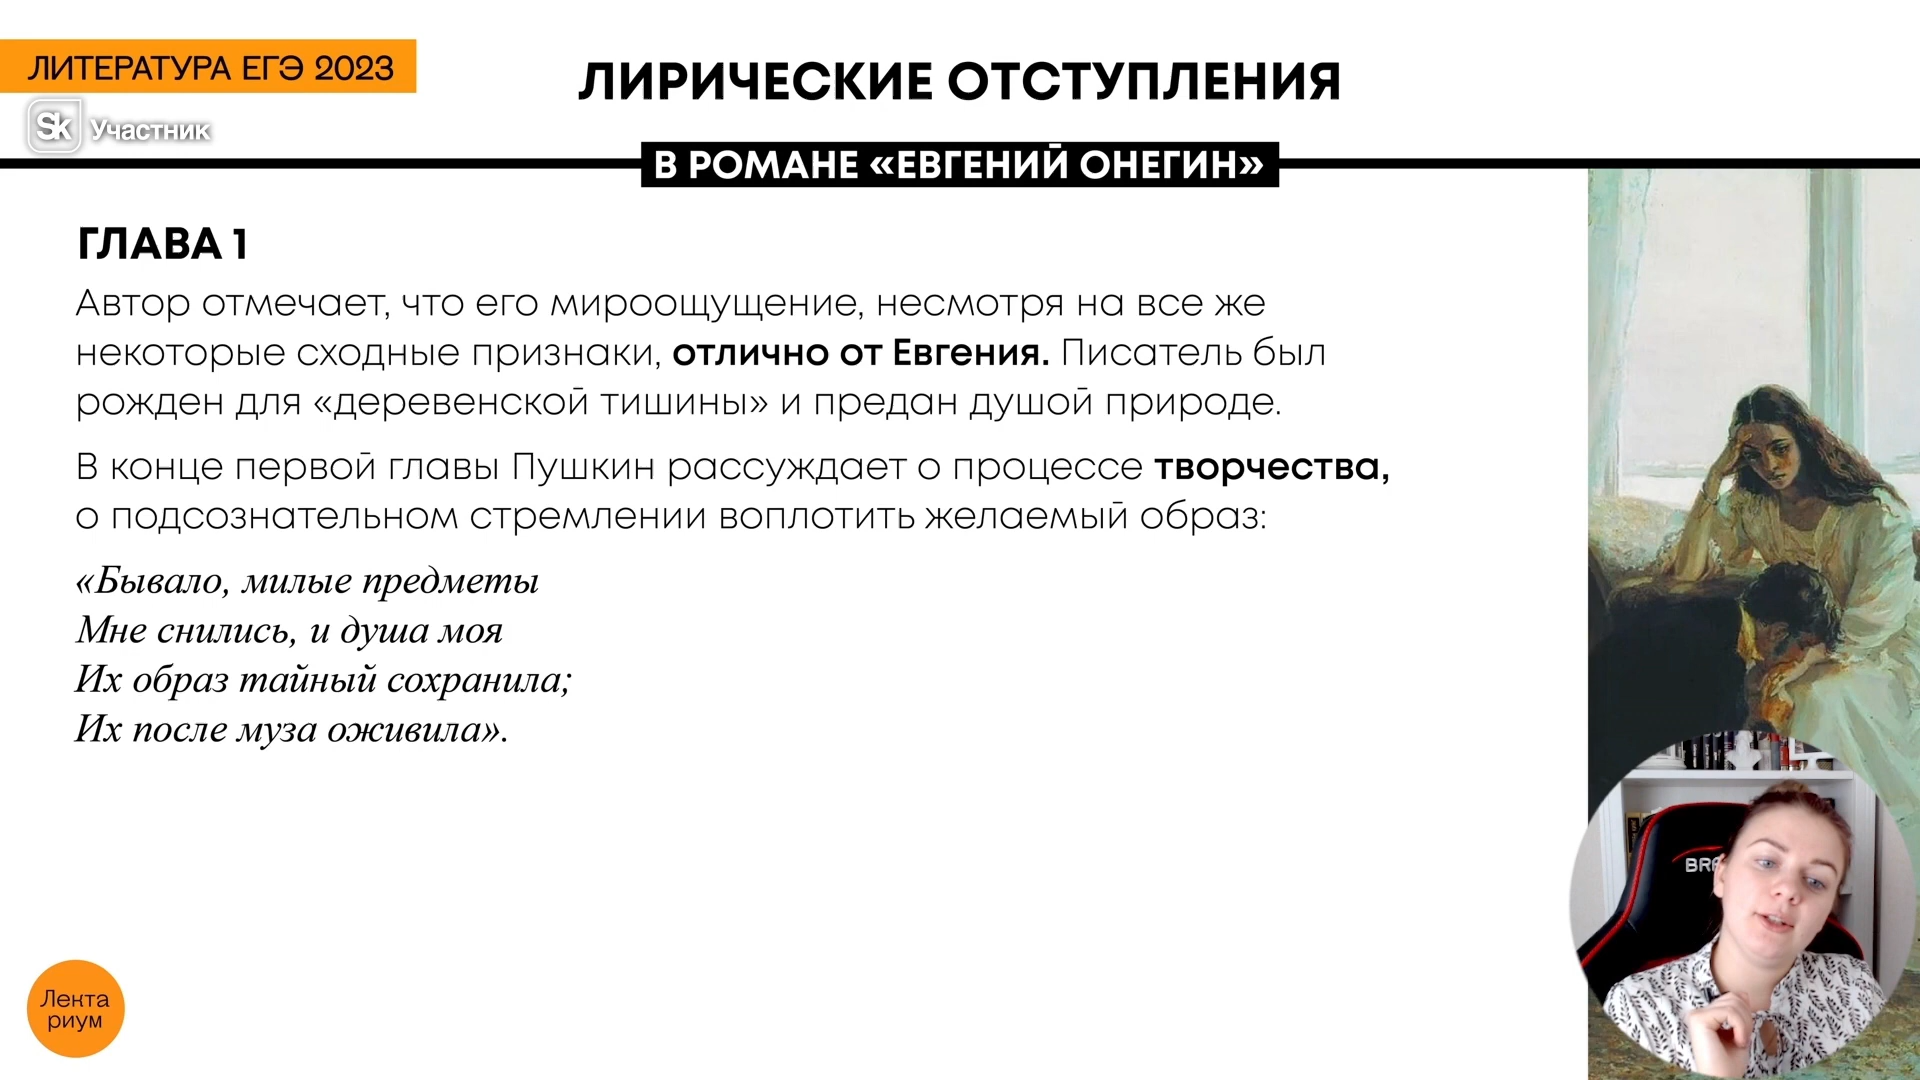 ЛИТЕРАТУРА ЕГЭ 2023
Sk Участник
ЛИРИЧЕСКИЕ ОТСТУПЛЕНИЯ
В РОМАНЕ «ЕВГЕНИЙ ОНЕГИН»
ГЛАВА 1
Автор отмечает, что его мироощущение, несмотря на все же
некоторые сходные признаки, отлично от Евгения. Писатель был
рожден для «деревенской тишины» и предан душой природе.
В конце первой главы Пушкин рассуждает о процессе творчества,
о подсознательном стремлении воплотить желаемый образ:
«Бывало, милые предметы
Мне снились, и душа моя
Их образ тайный сохранила;
Их после муза оживила».
Лекта
риум